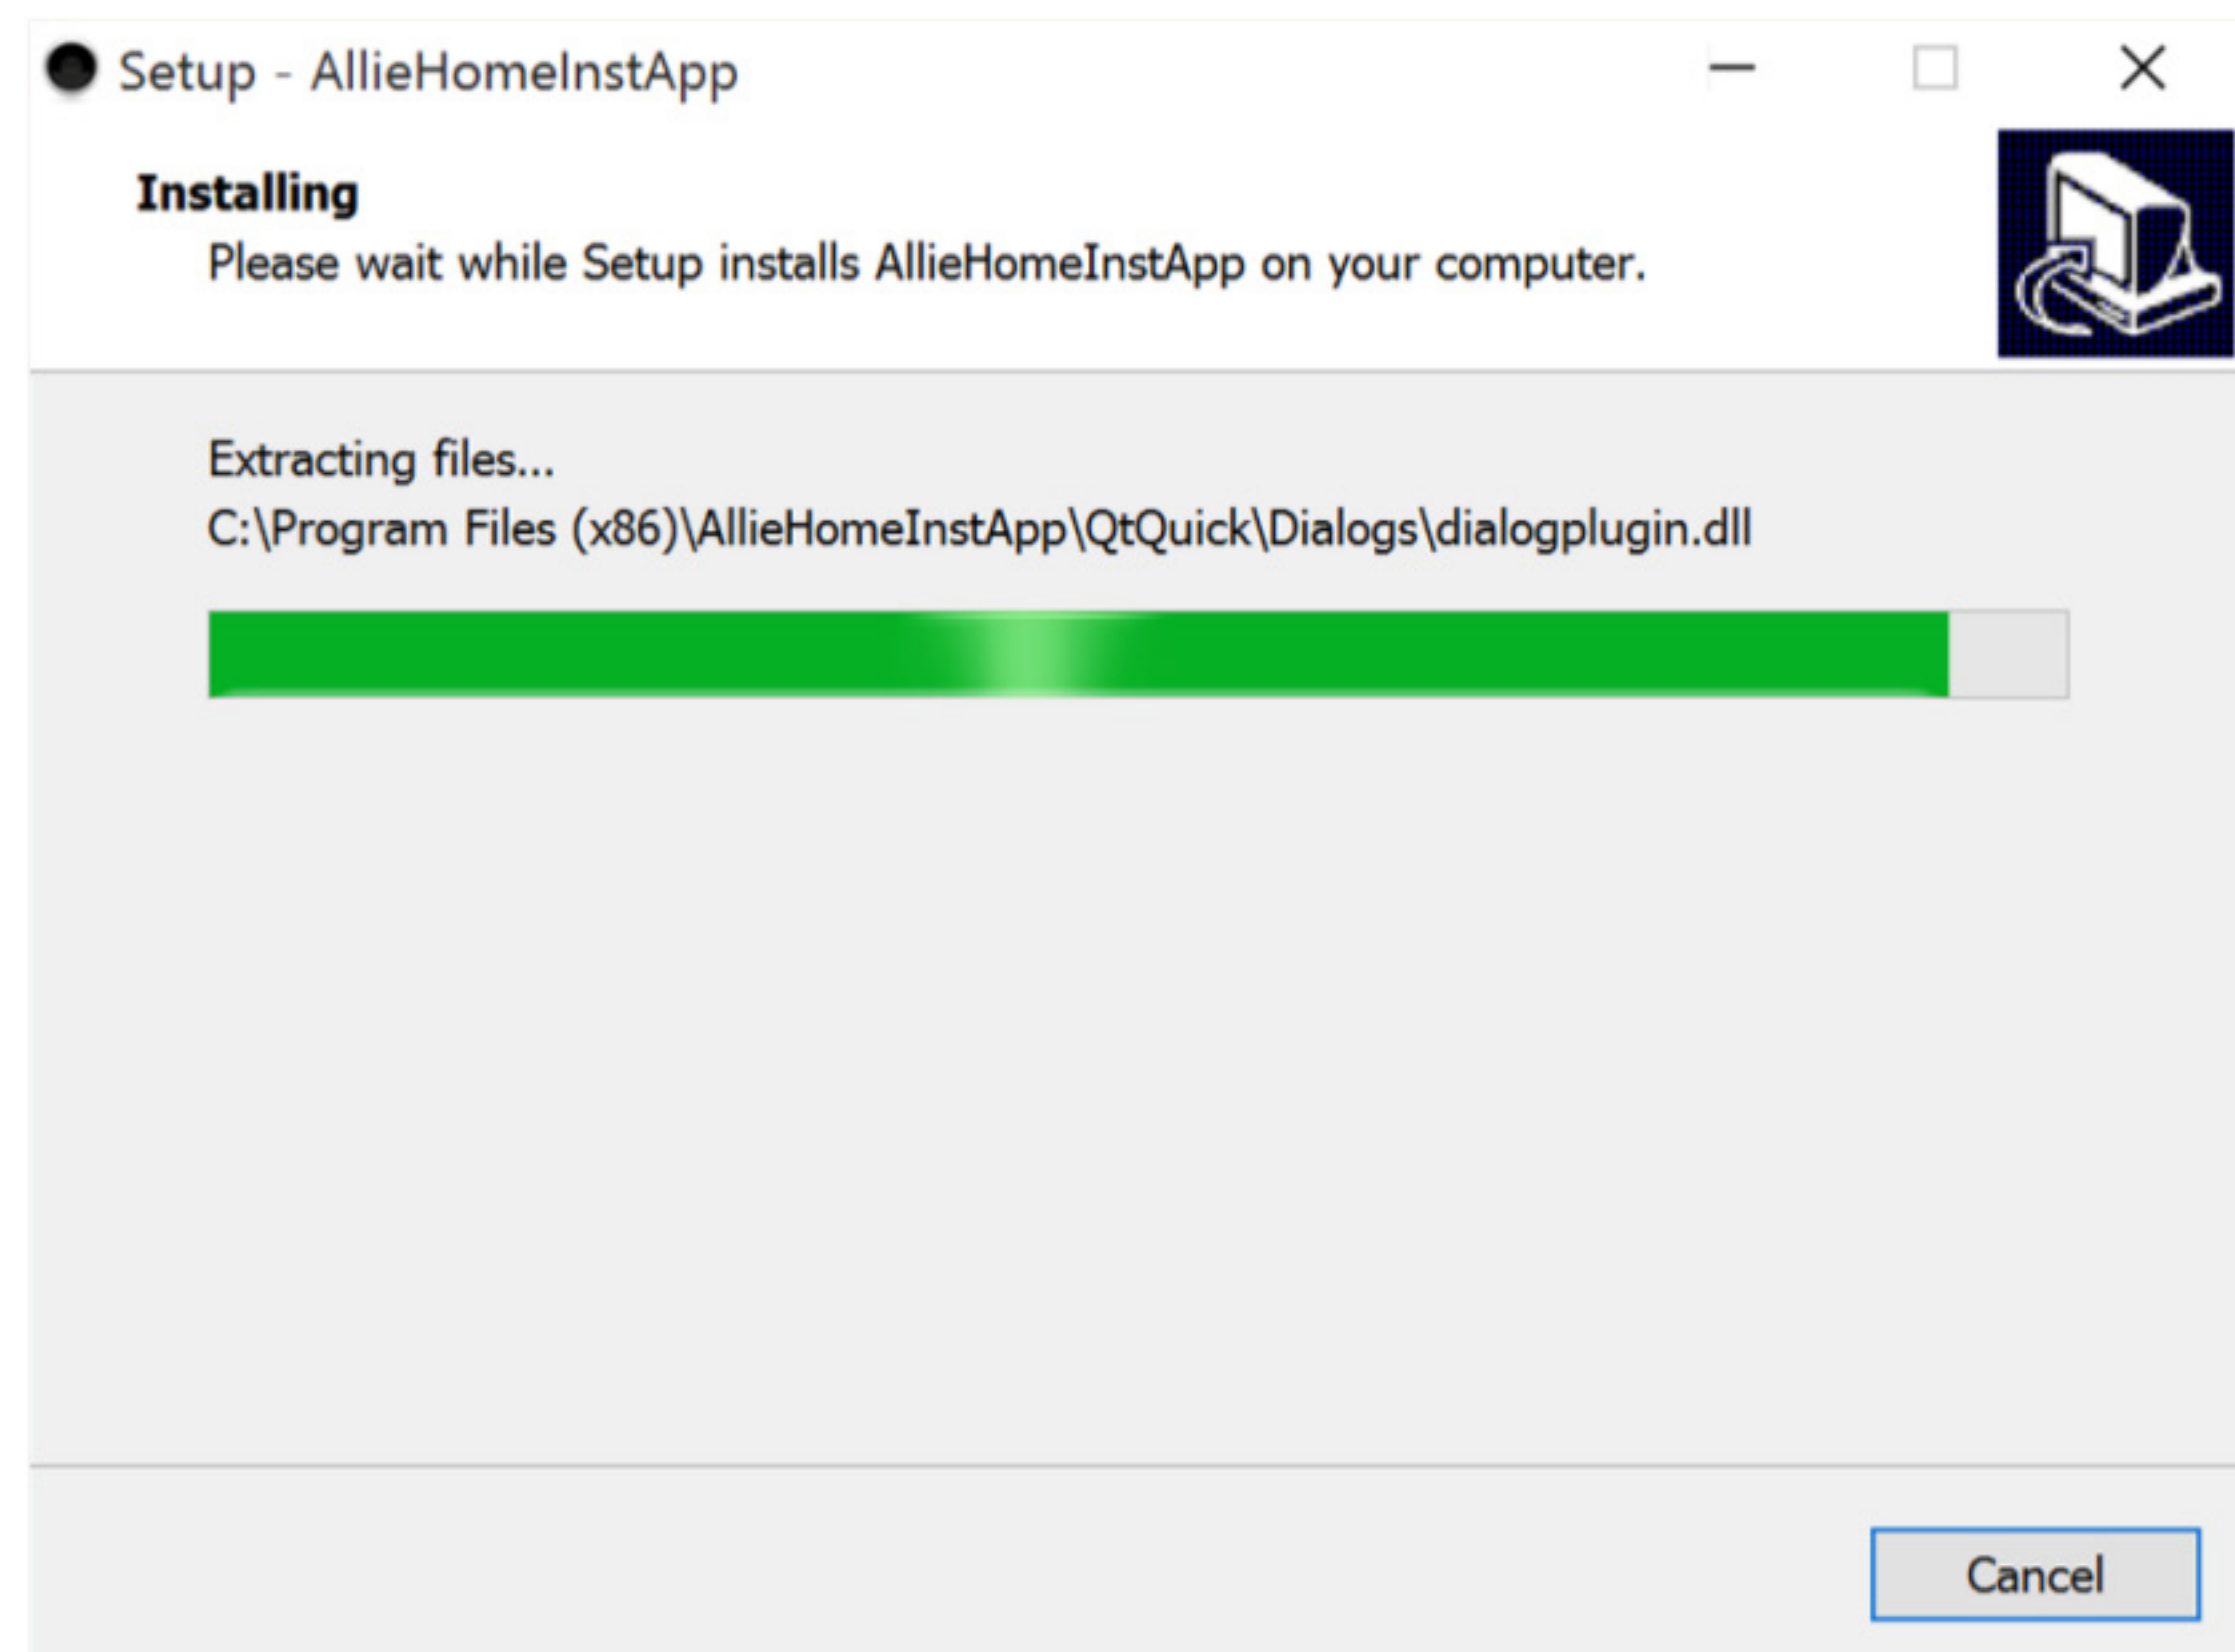 Setup - AllieHomeInstApp
Installing
Please wait while Setup installs AllieHomeInstApp on your computer.
Extracting files...
C:\Program Files (x86)\AllieHomeInstApp\QtQuick\Dialogs\dialogplugin.dll
Cancel